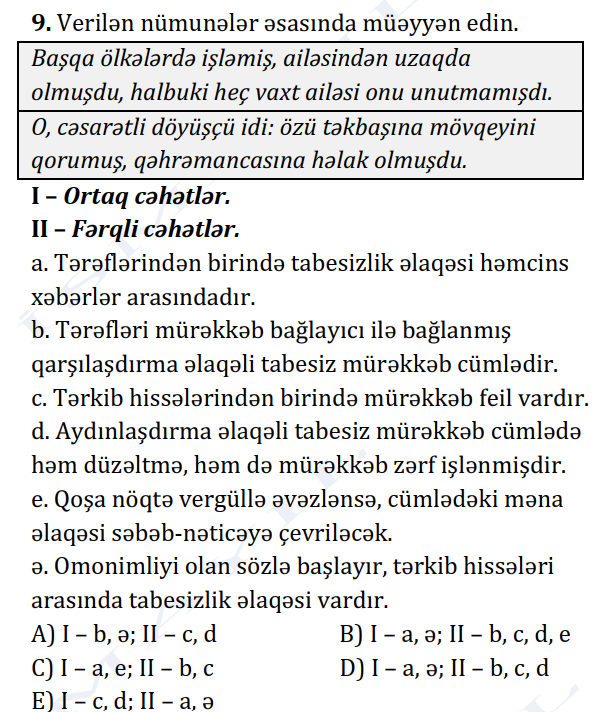 9. Verilən nümunələr əsasında müəyyən edin.
Başqa ölkələrdə işləmiş, ailəsindən uzaqda
olmuşdu, halbuki heç vaxt ailəsi onu unutmamışdı.
O, cəsarətli döyüşçü idi: özü təkbaşına mövqeyini
qorumuş, qəhrəmancasına həlak olmuşdu.
I – Ortaq cəhətlər.
II – Fərqli cəhətlər.
a. Tərəflərindən birində tabesizlik əlaqəsi həmcins
xəbərlər arasındadır.
b. Tərəfləri mürəkkəb bağlayıcı ilə bağlanmış
qarşılaşdırma əlaqəli tabesiz mürəkkəb cümlədir.
c. Tərkib hissələrindən birində mürəkkəb feil vardır.
d. Aydınlaşdırma əlaqəli tabesiz mürəkkəb cümlədə
həm düzəltmə, həm də mürəkkəb zərf işlənmişdir.
e. Qoşa nöqtə vergüllə əvəzlənsə, cümlədəki məna
əlaqəsi səbəb-nəticəyə çevriləcək.
ə. Omonimliyi olan sözlə başlayır, tərkib hissələri
arasında tabesizlik əlaqəsi vardır.
A) I – b, ə; II – c, d B) I – a, ə; II – b, c, d, e
C) I – a, e; II – b, c D) I – a, ə; II – b, c, d
E) I – c, d; II – a, ə